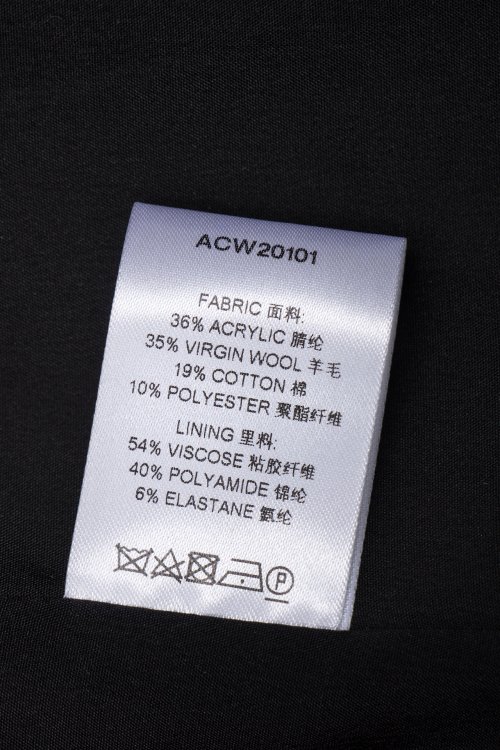 ACW20101
FABRIC 面料:
36% ACRYLIC 腈纶
35% VIRGIN WOOL 羊毛
19% COTTON 棉
10% POLYESTER 聚酯纤维
LINING 里料:
54% VISCOSE 粘胶纤维
40% POLYAMIDE 锦纶
6% ELASTANE 氨纶
P